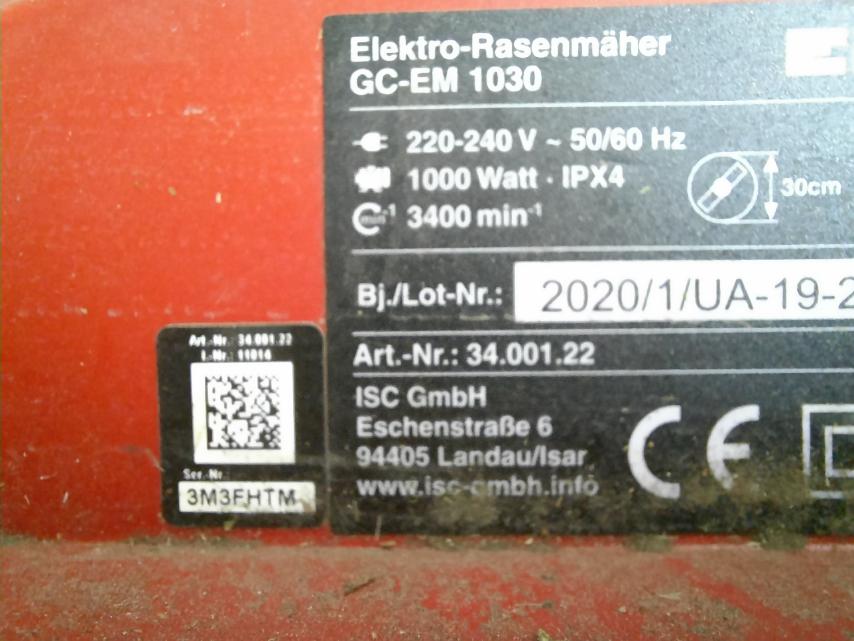 Elektro-Rasenmäher
GC-EM 1030
220-240 V ~ 50/60 Hz
1000 Watt · IPX4
30cm
3400 min-1
Bj./Lot-Nr.: 2020/1/UA-19-2
Art.-Nr.: 34.001.22
ISC GmbH
Eschenstraße 6
94405 Landau/Isar
www.isc-gmbh.info
CE
Art.-Nr.: 34.001.22
I.-Nr.: 11014
Ser.-Nr.:
3M3FHTM